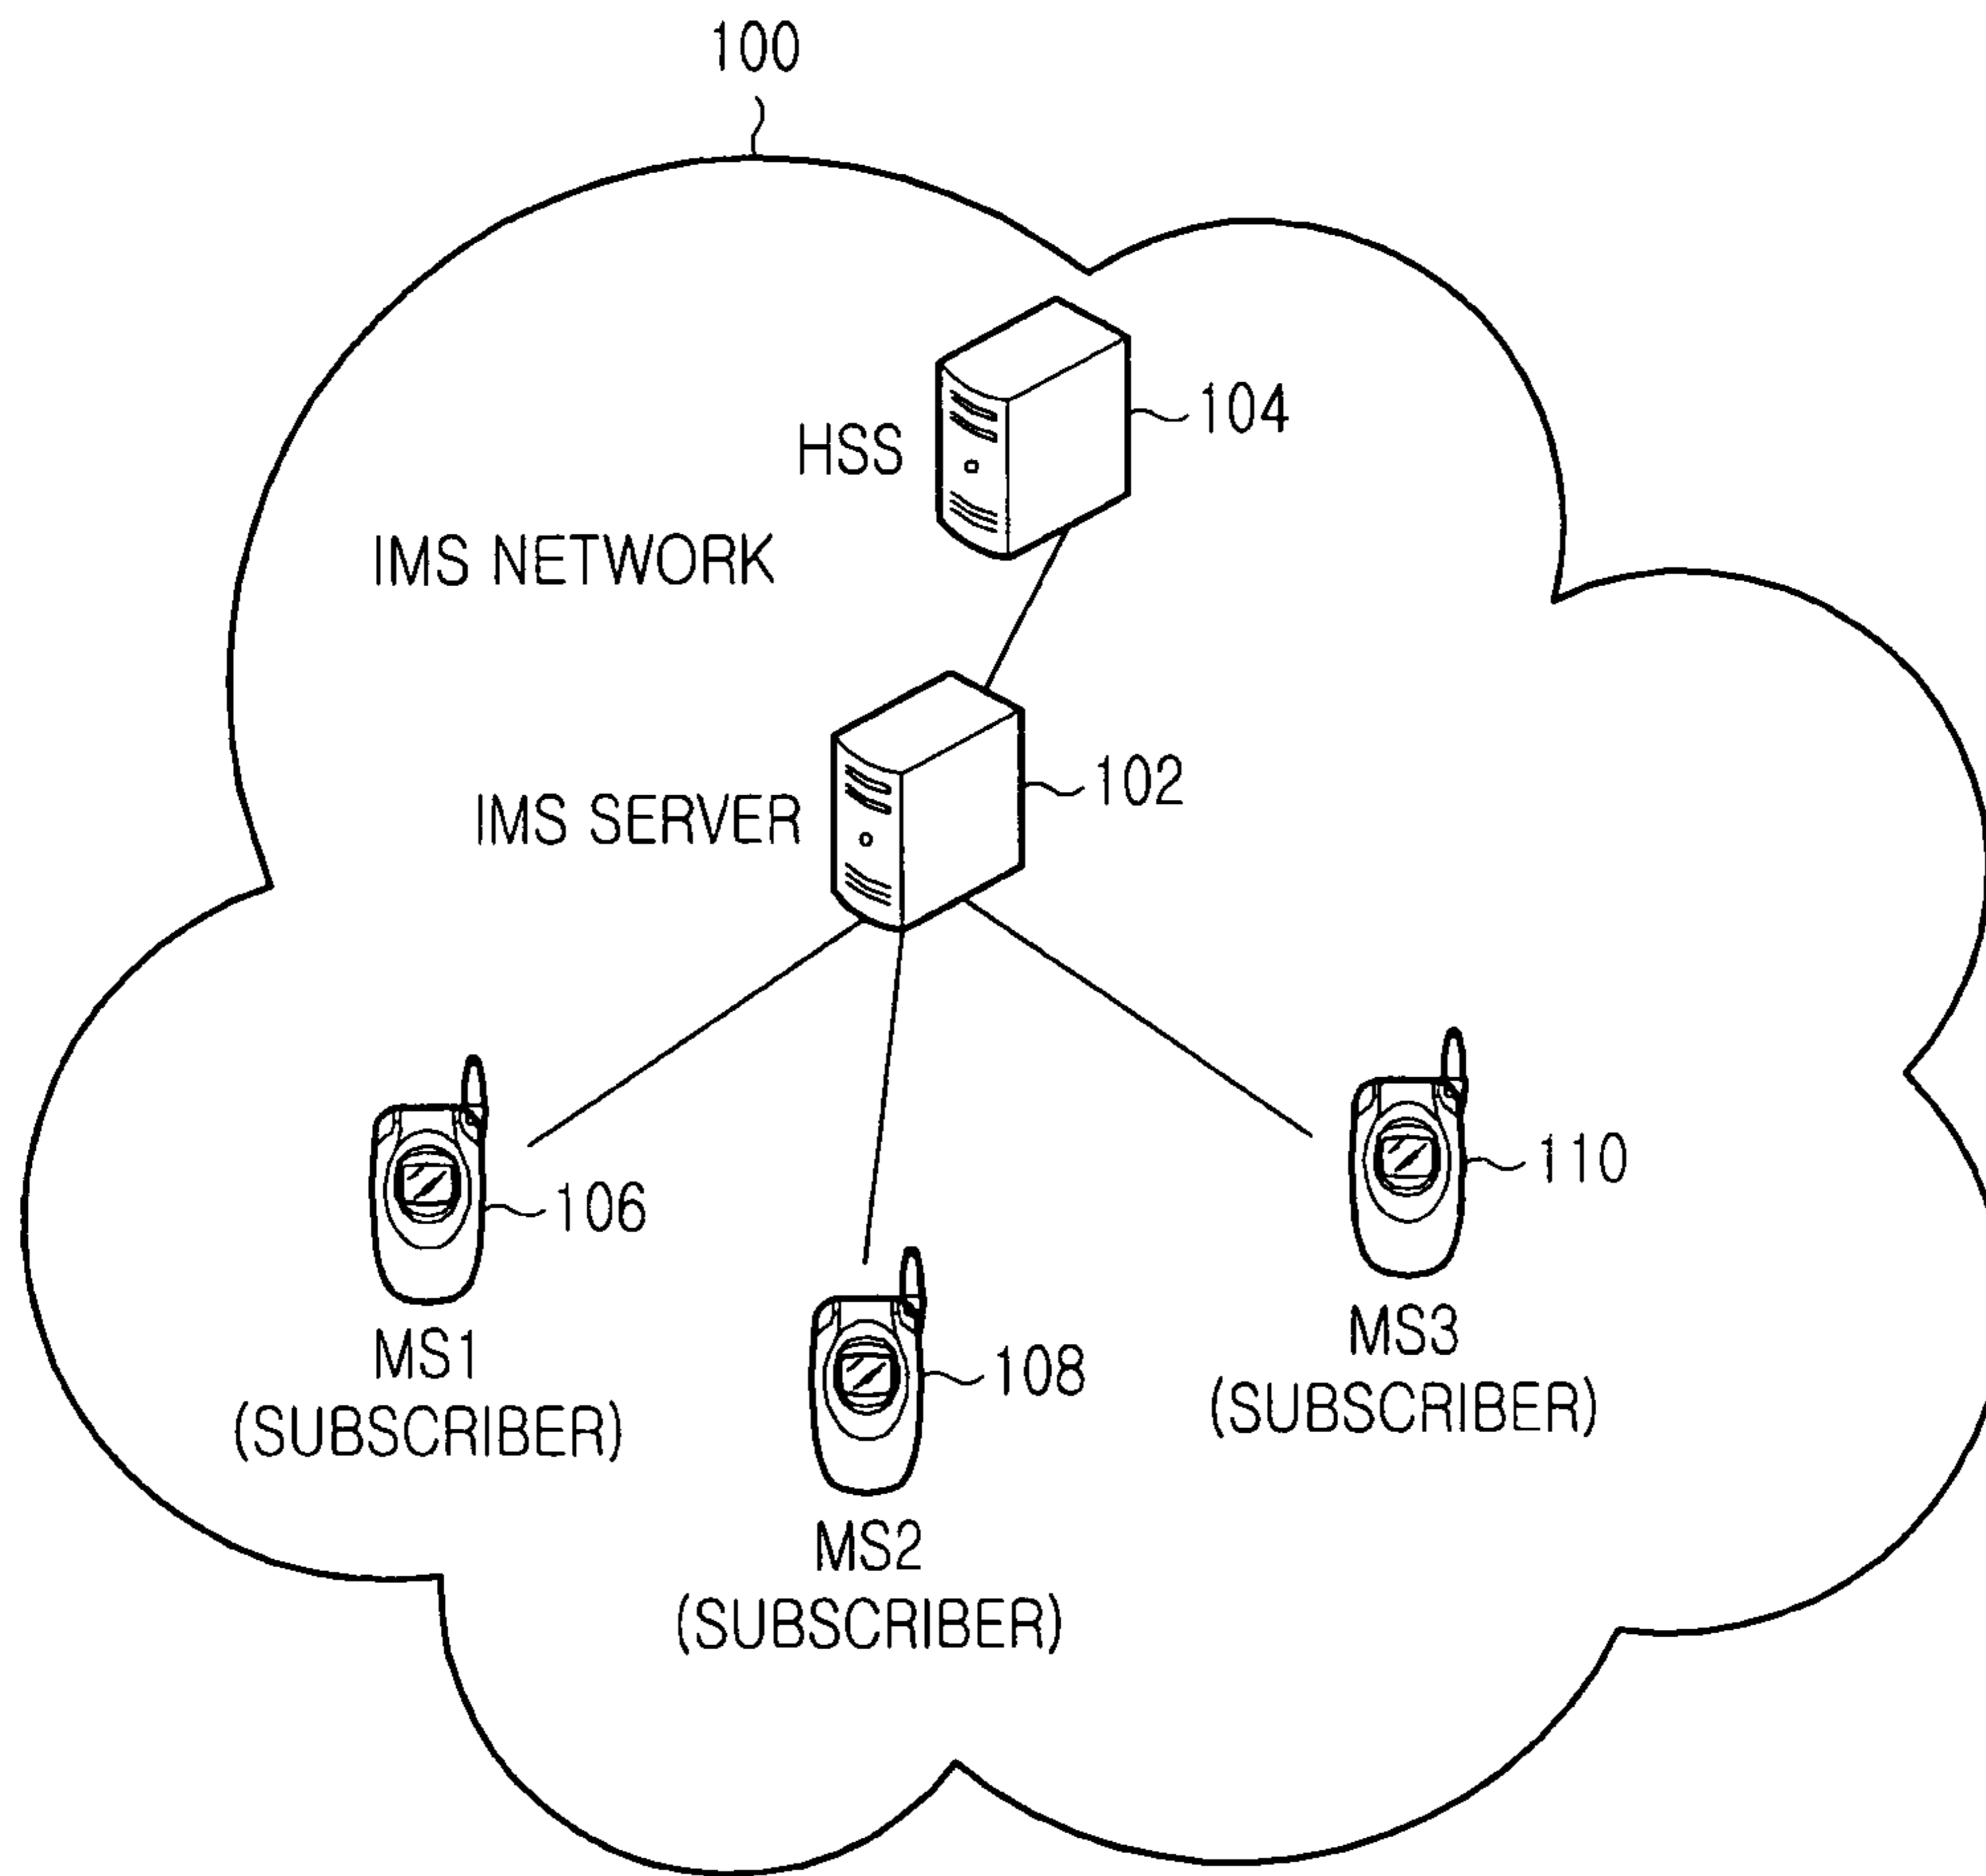 100
104
HSS
IMS NETWORK
102
IMS SERVER
110
106
MS1
(SUBSCRIBER)
108
MS3
(SUBSCRIBER)
MS2
(SUBSCRIBER)